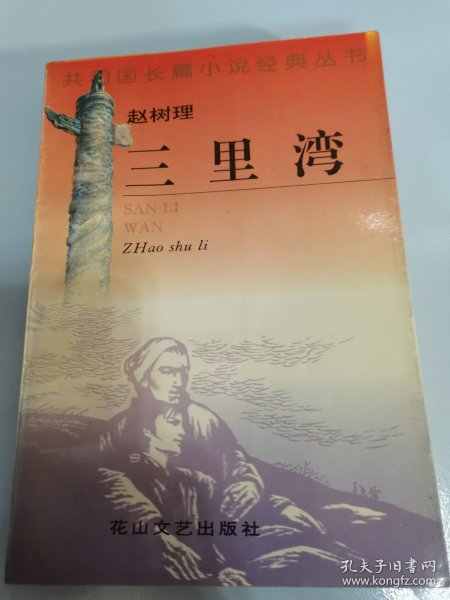 共和国长篇小说经典丛书
赵树理
三里湾
SAN LI
WAN
ZHao shu li
花山文艺出版社
孔夫子旧书网
www.kongfz.com